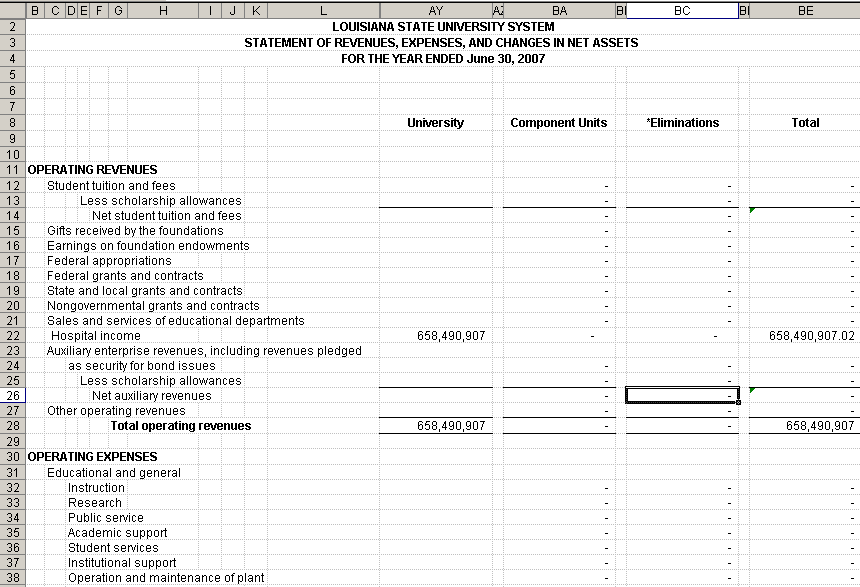 B C D E F G H I J K L AY AZ BA BC BE
2 LOUISIANA STATE UNIVERSITY SYSTEM
3 STATEMENT OF REVENUES, EXPENSES, AND CHANGES IN NET ASSETS
4 FOR THE YEAR ENDED June 30, 2007
5
6
7
8 University Component Units *Eliminations Total
9
10
11 OPERATING REVENUES
12 Student tuition and fees - - -
13 Less scholarship allowances - - -
14 Net student tuition and fees - - -
15 Gifts received by the foundations - - -
16 Earnings on foundation endowments - - -
17 Federal appropriations - - -
18 Federal grants and contracts - - -
19 State and local grants and contracts - - -
20 Nongovernmental grants and contracts - - -
21 Sales and services of educational departments - - -
22 Hospital income 658,490,907 - - 658,490,907.02
23 Auxiliary enterprise revenues, including revenues pledged
24 as security for bond issues - - -
25 Less scholarship allowances - - -
26 Net auxiliary revenues - - -
27 Other operating revenues - - -
28 Total operating revenues 658,490,907 - - 658,490,907
29
30 OPERATING EXPENSES
31 Educational and general
32 Instruction - - -
33 Research - - -
34 Public service - - -
35 Academic support - - -
36 Student services - - -
37 Institutional support - - -
38 Operation and maintenance of plant - - -